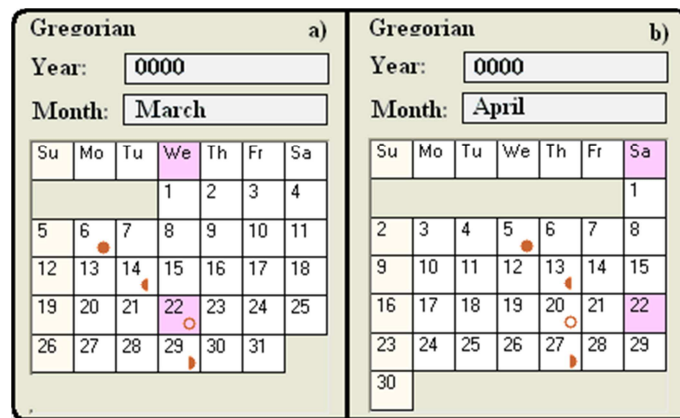 Gregorian a)
Year: 0000
Month: March
Su Mo Tu We Th Fr Sa
1 2 3 4
5 6 7 8 9 10 11
12 13 14 15 16 17 18
19 20 21 22 23 24 25
26 27 28 29 30 31
Gregorian b)
Year: 0000
Month: April
Su Mo Tu We Th Fr Sa
1
2 3 4 5 6 7 8
9 10 11 12 13 14 15
16 17 18 19 20 21 22
23 24 25 26 27 28 29
30